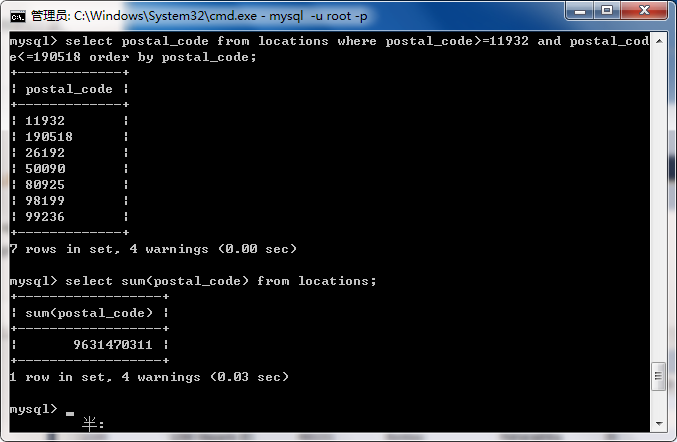 管理员: C:\Windows\System32\cmd.exe - mysql  -u root -p
mysql> select postal_code from locations where postal_code>=11932 and postal_cod
e<=190518 order by postal_code;
+-------------+
| postal_code |
+-------------+
| 11932       |
| 190518      |
| 26192       |
| 50090       |
| 80925       |
| 98199       |
| 99236       |
+-------------+
7 rows in set, 4 warnings (0.00 sec)
mysql> select sum(postal_code) from locations;
+------------------+
| sum(postal_code) |
+------------------+
|       9631470311 |
+------------------+
1 row in set, 4 warnings (0.03 sec)
mysql> _
半: